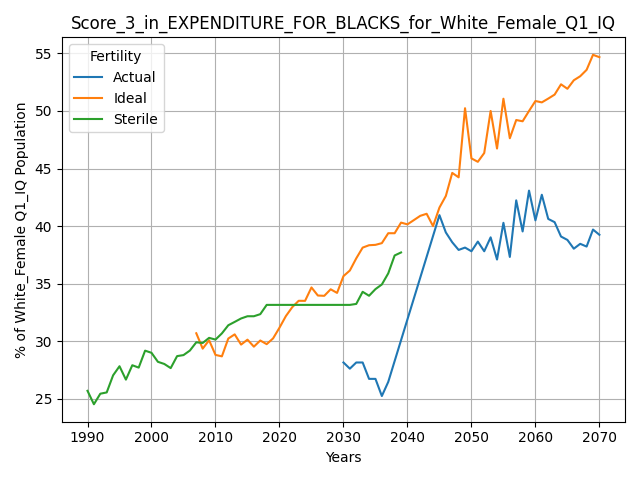 Score_3_in_EXPENDITURE_FOR_BLACKS_for_White_Female_Q1_IQ
Fertility
Actual
Ideal
Sterile
% of White_Female Q1_IQ Population
55
50
45
40
35
30
25
1990 2000 2010 2020 2030 2040 2050 2060 2070
Years